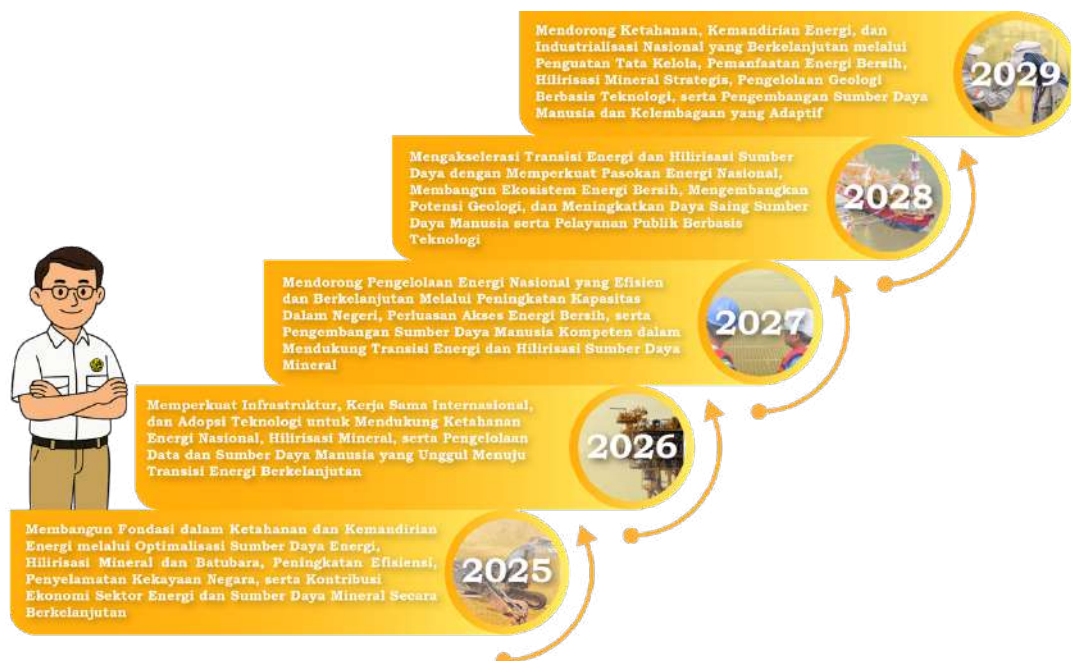 Mendorong Ketahanan, Kemandirian Energi, dan
Industrialisasi Nasional yang Berkelanjutan melalui
Penguatan Tata Kelola, Pemanfaatan Energi Bersih,
Hilirisasi Mineral Strategis, Pengelolaan Geologi
Berbasis Teknologi, serta Pengembangan Sumber Daya
Manusia dan Kelembagaan yang Adaptif
2029
Mengakselerasi Transisi Energi dan Hilirisasi Sumber
Daya dengan Memperkuat Pasokan Energi Nasional,
Membangun Ekosistem Energi Bersih, Mengembangkan
Potensi Geologi, dan Meningkatkan Daya Saing Sumber
Daya Manusia serta Pelayanan Publik Berbasis
Teknologi
2028
Mendorong Pengelolaan Energi Nasional yang Efisien
dan Berkelanjutan Melalui Peningkatan Kapasitas
Dalam Negeri, Perluasan Akses Energi Bersih, serta
Pengembangan Sumber Daya Manusia Kompeten dalam
Mendukung Transisi Energi dan Hilirisasi Sumber Daya
Mineral
2027
Memperkuat Infrastruktur, Kerja Sama Internasional,
dan Adopsi Teknologi untuk Mendukung Ketahanan
Energi Nasional, Hilirisasi Mineral, serta Pengelolaan
Data dan Sumber Daya Manusia yang Unggul Menuju
Transisi Energi Berkelanjutan
2026
Membangun Fondasi dalam Ketahanan dan Kemandirian
Energi melalui Optimalisasi Sumber Daya Energi,
Hilirisasi Mineral dan Batubara, Peningkatan Efisiensi,
Penyelamatan Kekayaan Negara, serta Kontribusi
Ekonomi Sektor Energi dan Sumber Daya Mineral Secara
Berkelanjutan
2025